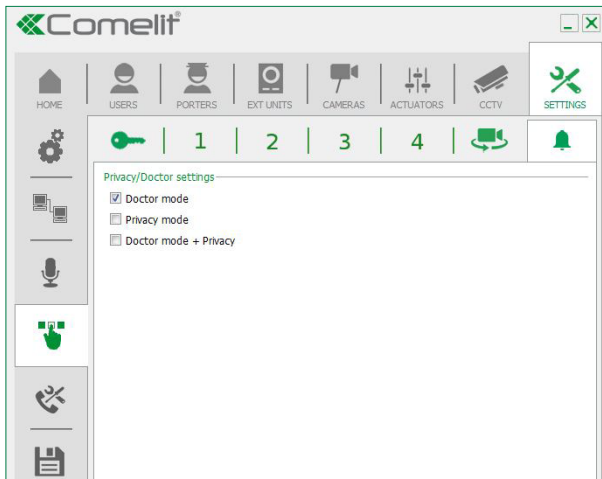 Comelit®
HOME USERS PORTERS EXT UNITS CAMERAS ACTUATORS CCTV SETTINGS
1 2 3 4
Privacy/Doctor settings
Doctor mode
Privacy mode
Doctor mode + Privacy